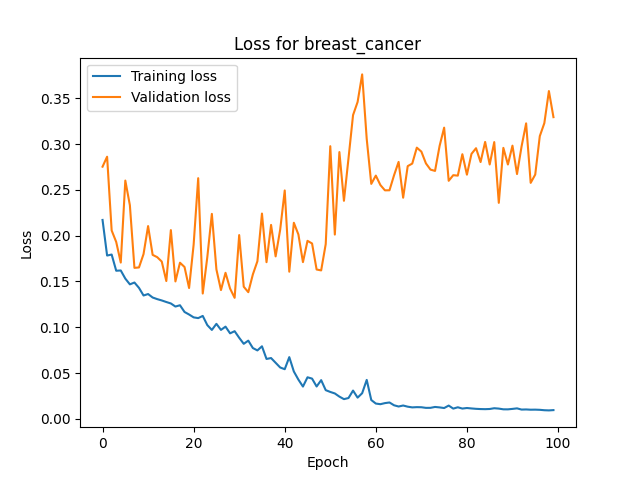 Loss for breast_cancer
Training loss
Validation loss
Loss
0.35
0.30
0.25
0.20
0.15
0.10
0.05
0.00
0 20 40 60 80 100
Epoch